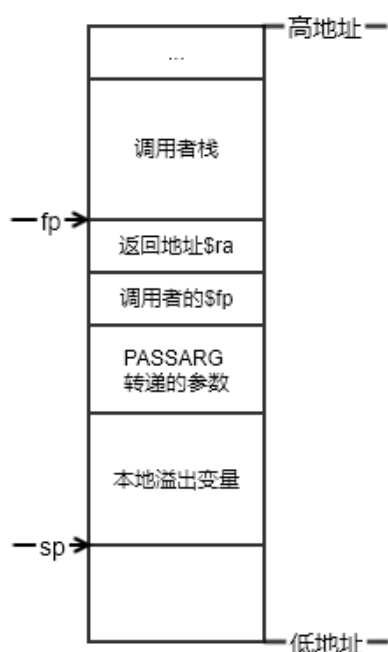 高地址
...
调用者栈
fp
返回地址$ra
调用者的$fp
PASSARG
转递的参数
本地溢出变量
sp
低地址